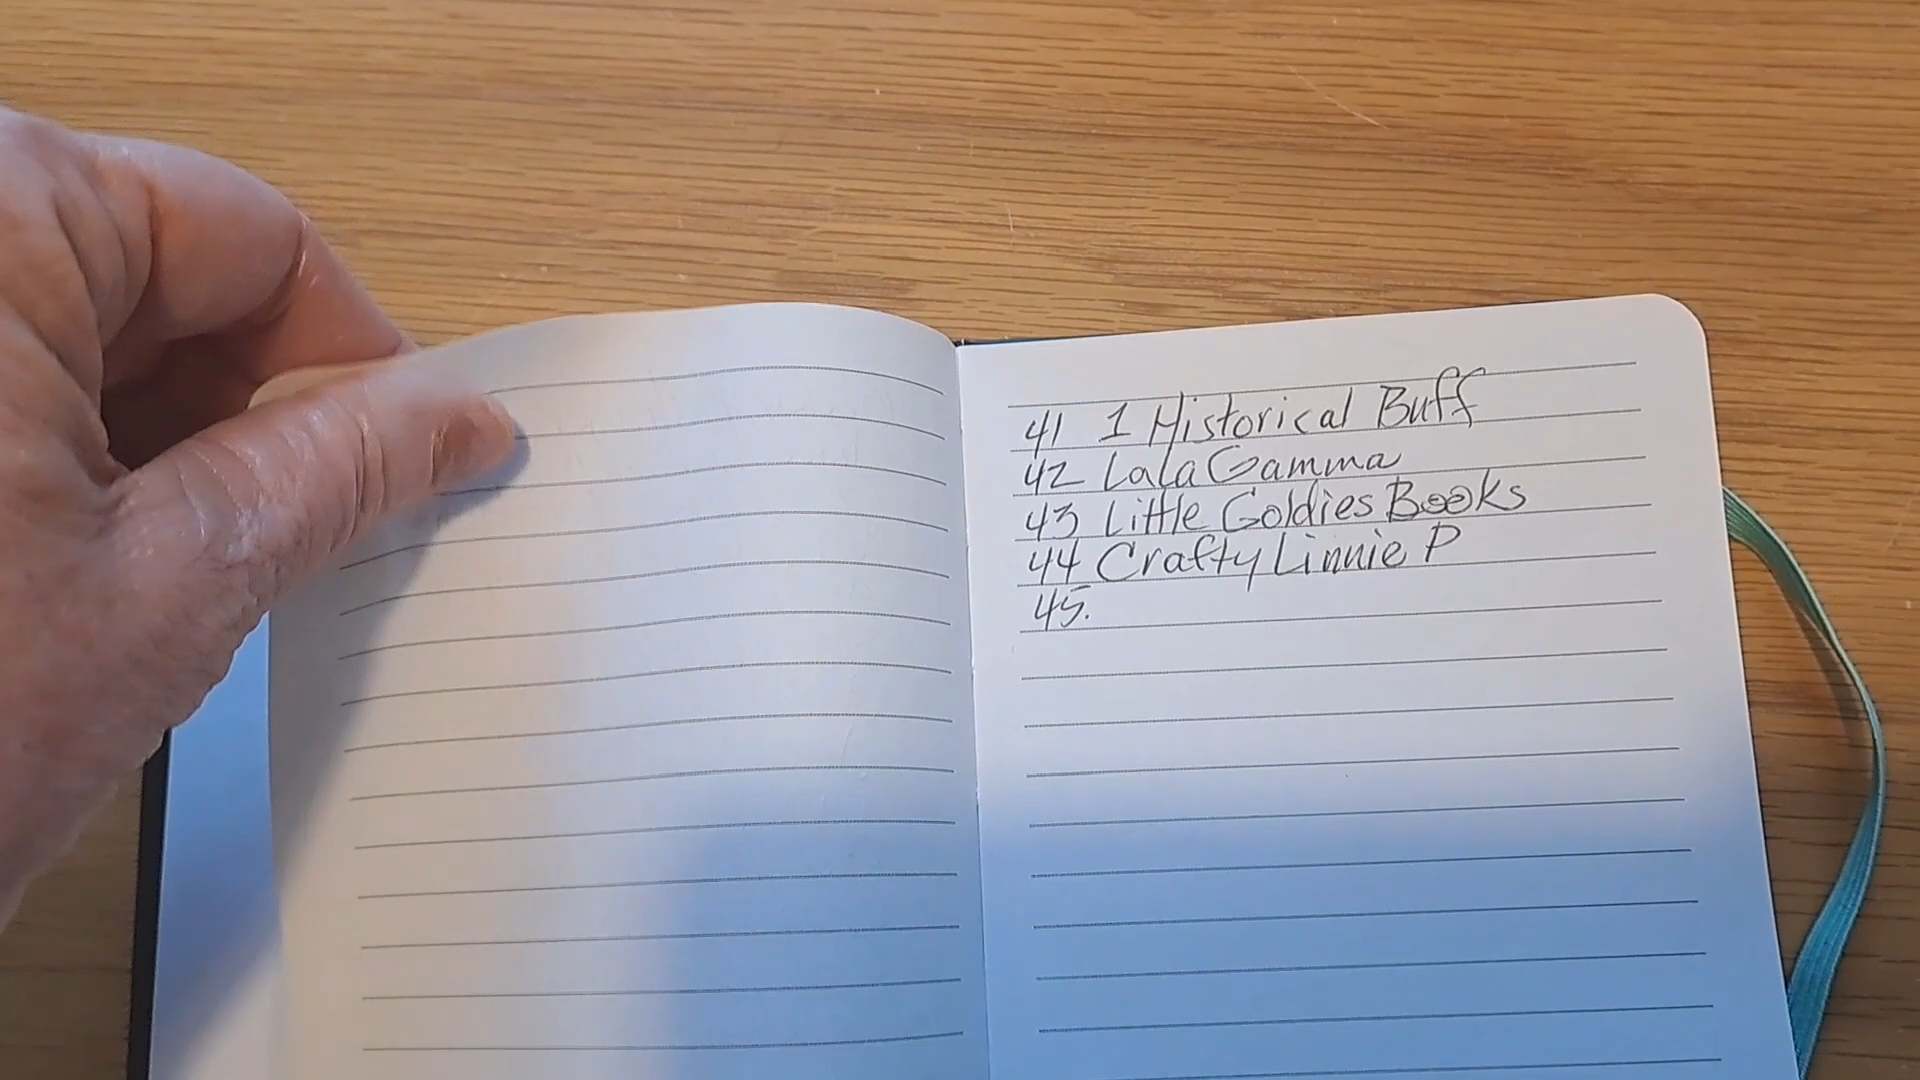 41 1 Historical Buff
42 LalaGamma
43 Little Goldies Books
44 Crafty Linnie P
45.